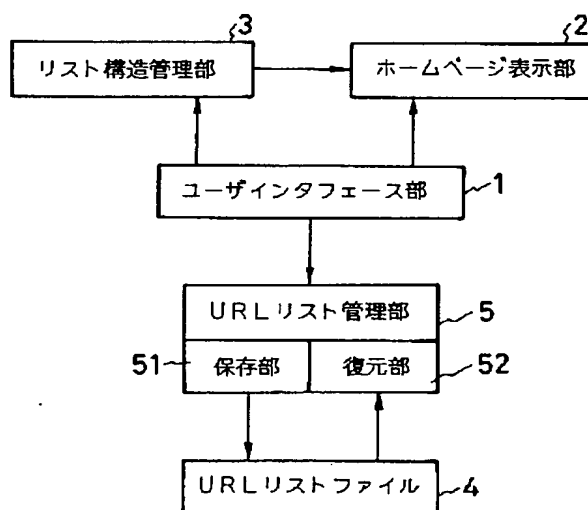 3
2
リスト構造管理部
ホームページ表示部
ユーザインタフェース部
1
URLリスト管理部
5
51
保存部
復元部
52
URLリストファイル
4